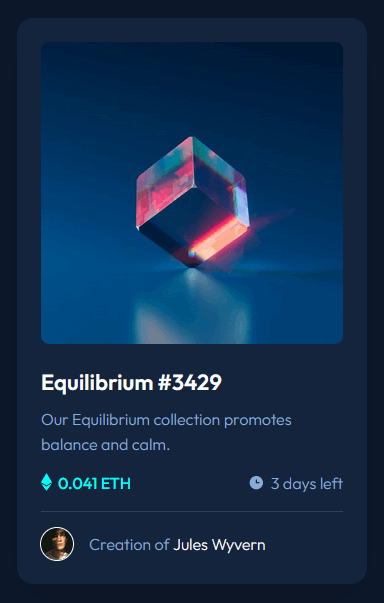 Equilibrium #3429
Our Equilibrium collection promotes
balance and calm.
0.041 ETH
3 days left
Creation of Jules Wyvern